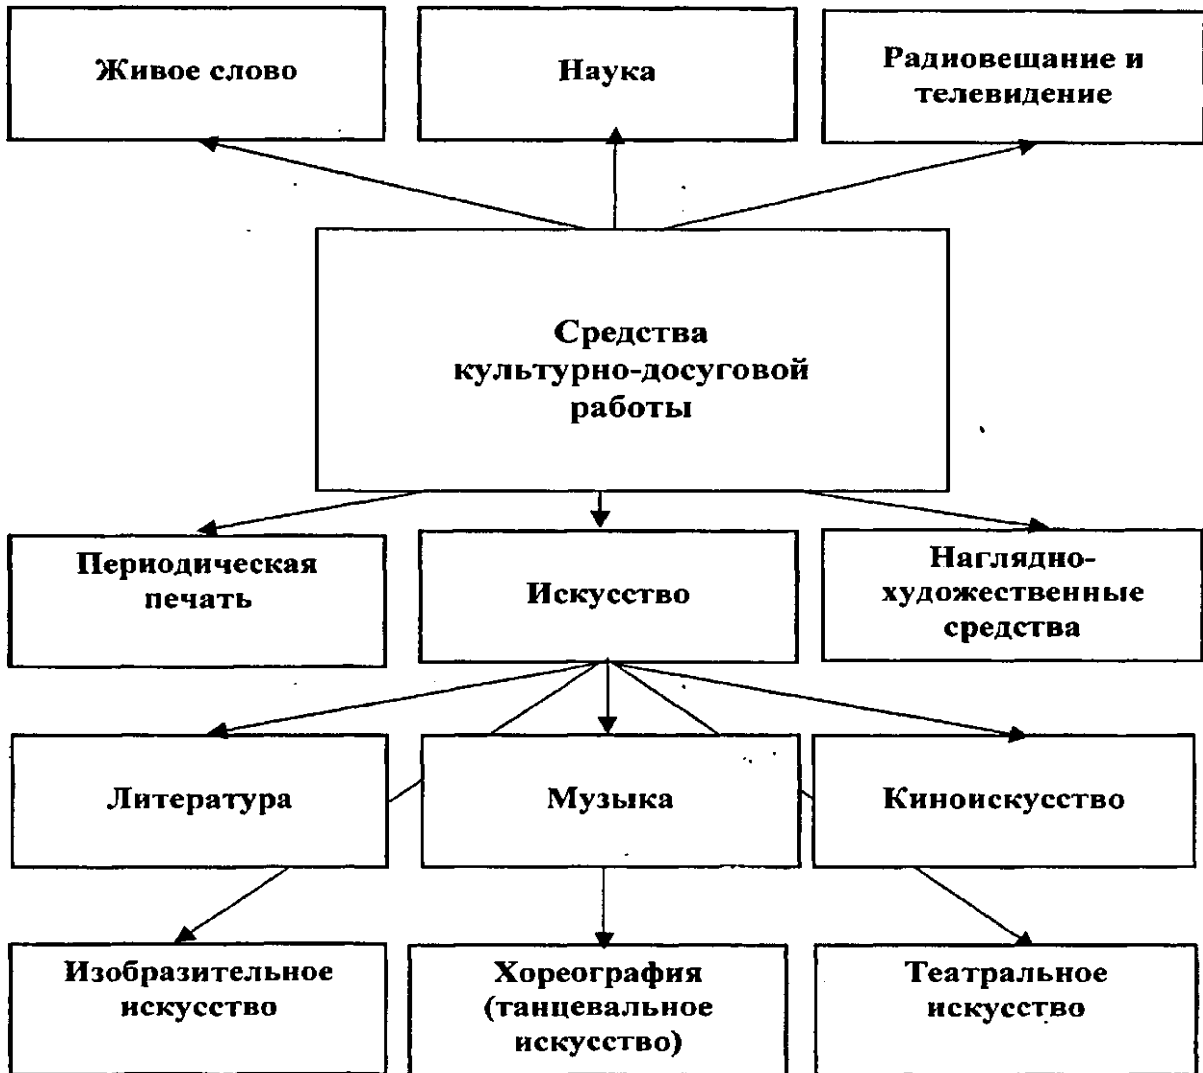 Живое слово
Наука
Радиовещание и
телевидение
Средства
культурно-досуговой
работы
Периодическая
печать
Искусство
Наглядно-
художественные
средства
Литература
Музыка
Киноискусство
Изобразительное
искусство
Хореография
(танцевальное
искусство)
Театральное
искусство